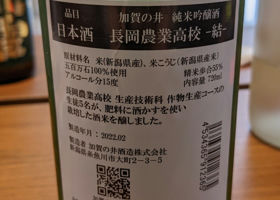 品目 加賀の井 純米吟醸酒
日本酒 長岡農業高校 -結-
原材料名 米(新潟県産)、米こうじ(新潟県産米)
五百万石100%使用 精米歩合55%
アルコール分15度 内容量 720ml
長岡農業高校 生産技術科 作物生産コースの
生徒5名が、肥料に酒かすを使い
栽培した酒米を醸しました。
製造年月：2022.02
製造者 加賀の井酒造株式会社
新潟県糸魚川市大町2-3-5